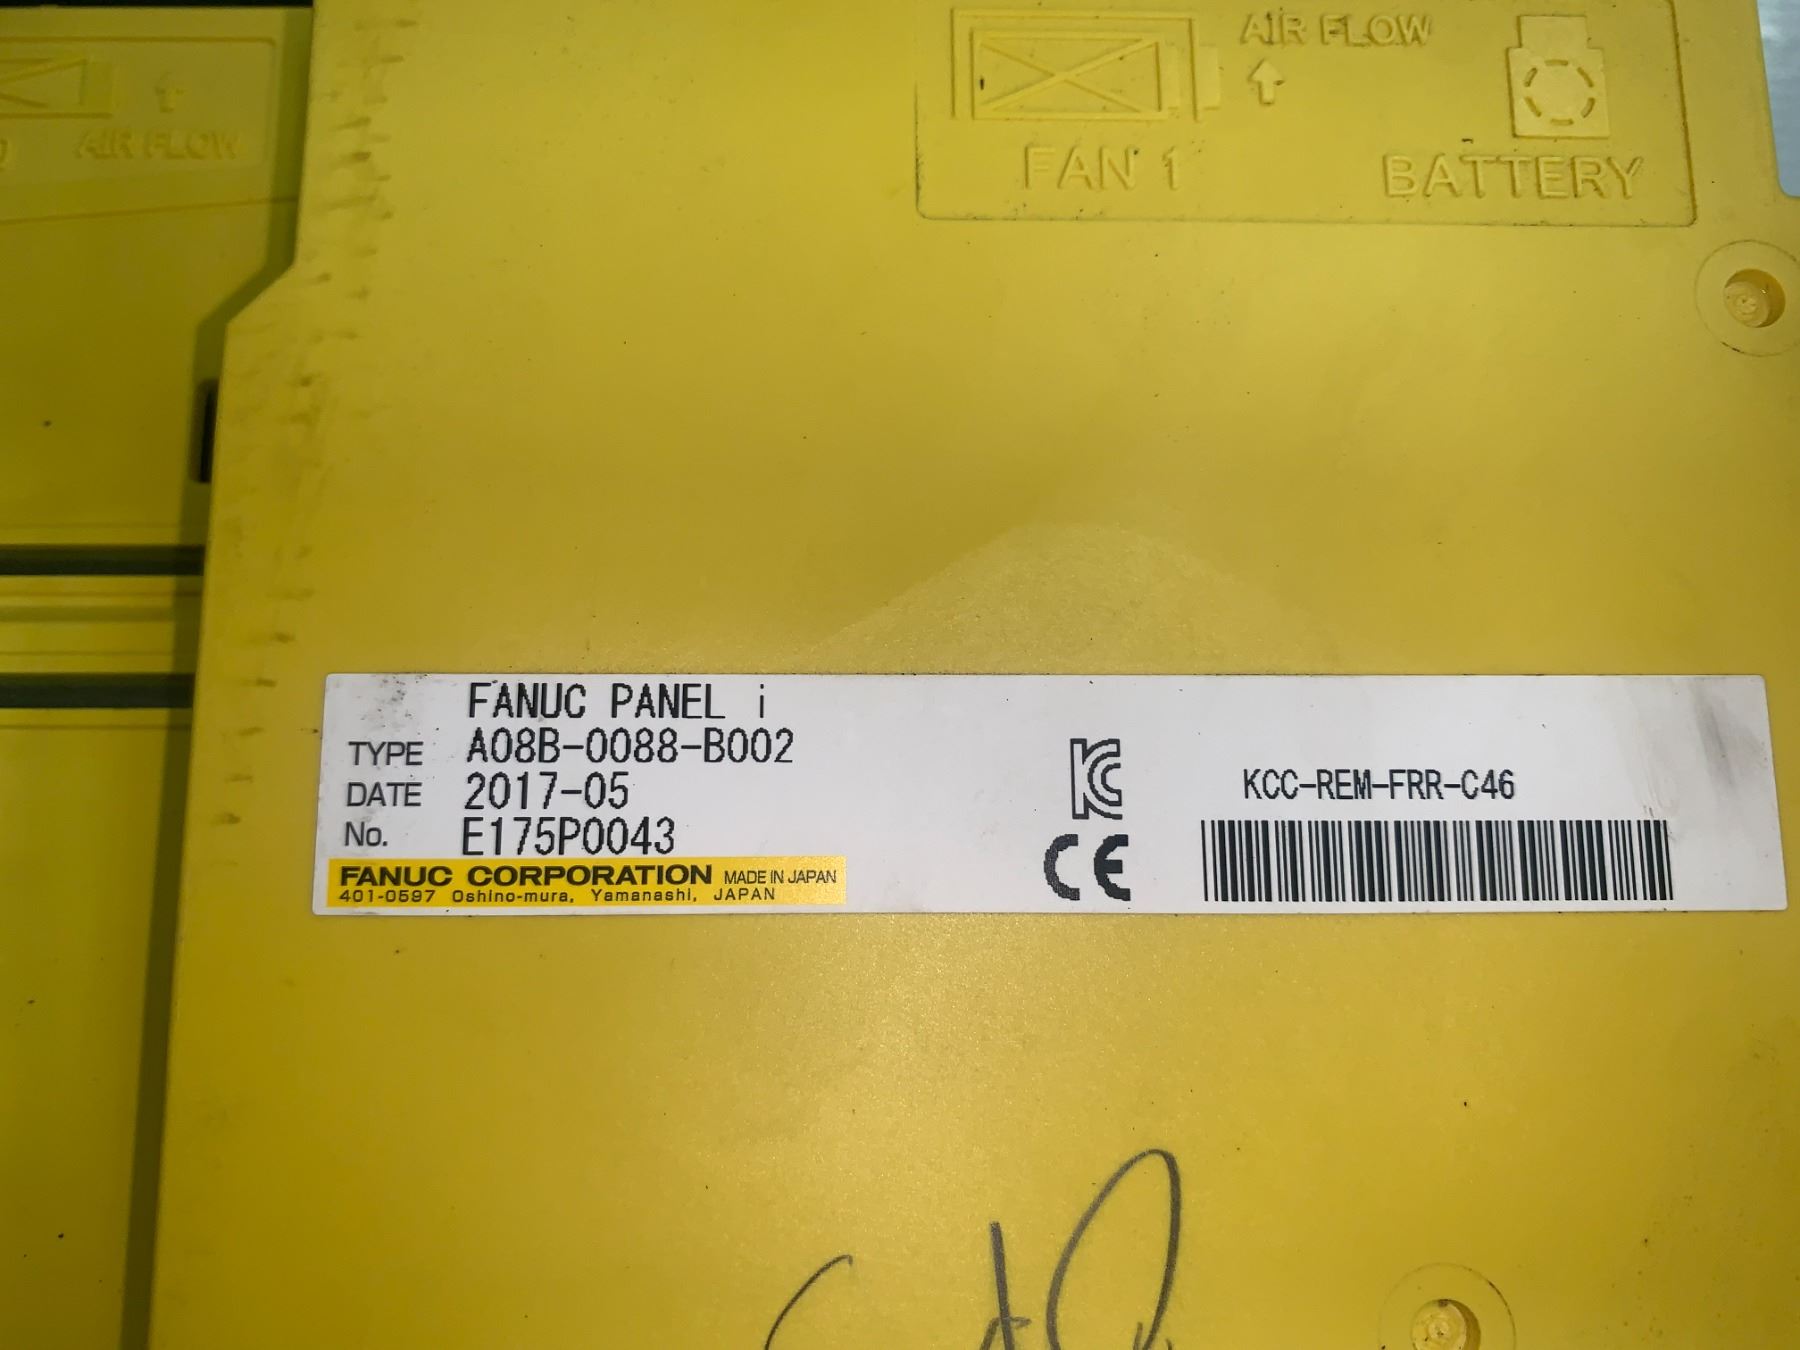 AIR FLOW
FAN 1
BATTERY
AIR FLOW
FANUC PANEL i
TYPE A08B-0088-B002
DATE 2017-05
No. E175P0043
FANUC CORPORATION MADE IN JAPAN
401-0597 Oshino-mura, Yamanashi, JAPAN
CE
KCC-REM-FRR-C46